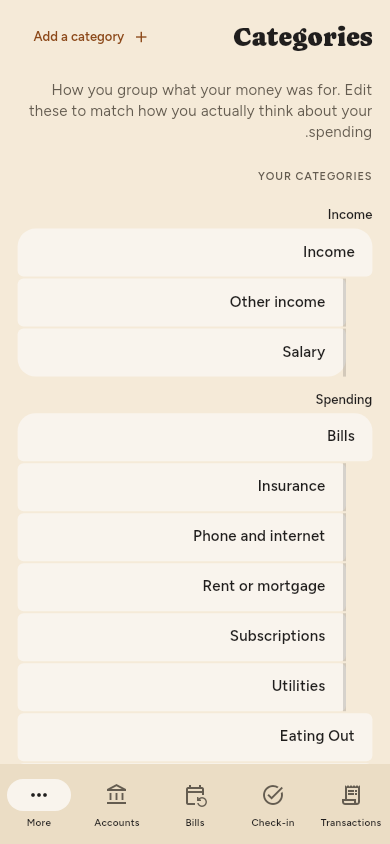 Categories
Add a category
How you group what your money was for. Edit
these to match how you actually think about your
spending.
YOUR CATEGORIES
Income
Income
Other income
Salary
Spending
Bills
Insurance
Phone and internet
Rent or mortgage
Subscriptions
Utilities
Eating Out
More
Accounts
Bills
Check-in
Transactions